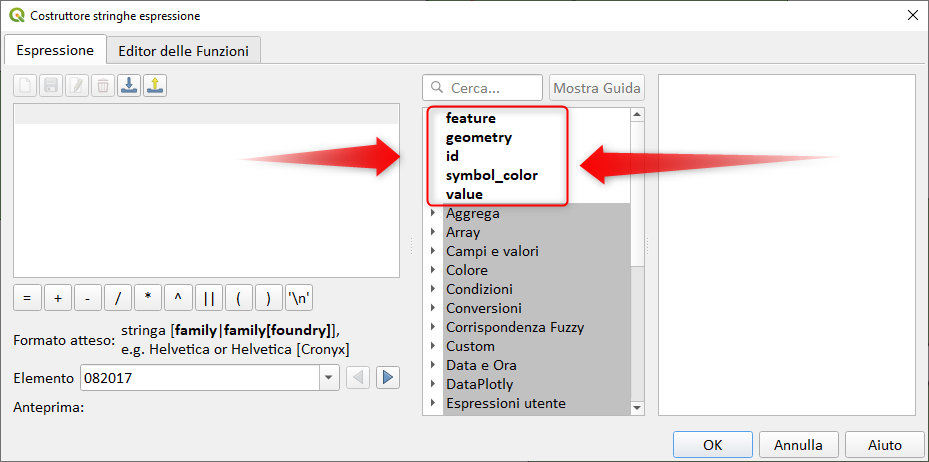 Costruttore stringhe espressione
Espressione
Editor delle Funzioni
Cerca...
Mostra Guida
feature
geometry
id
symbol_color
value
Aggrega
Array
Campi e valori
Colore
Condizioni
Conversioni
Corrispondenza Fuzzy
Custom
Data e Ora
DataPlotly
Espressioni utente
= + - / * ^ || ( ) '\n'
Formato atteso: stringa [family|family[foundry]],
e.g. Helvetica or Helvetica [Cronyx]
Elemento 082017
Anteprima:
OK Annulla Aiuto